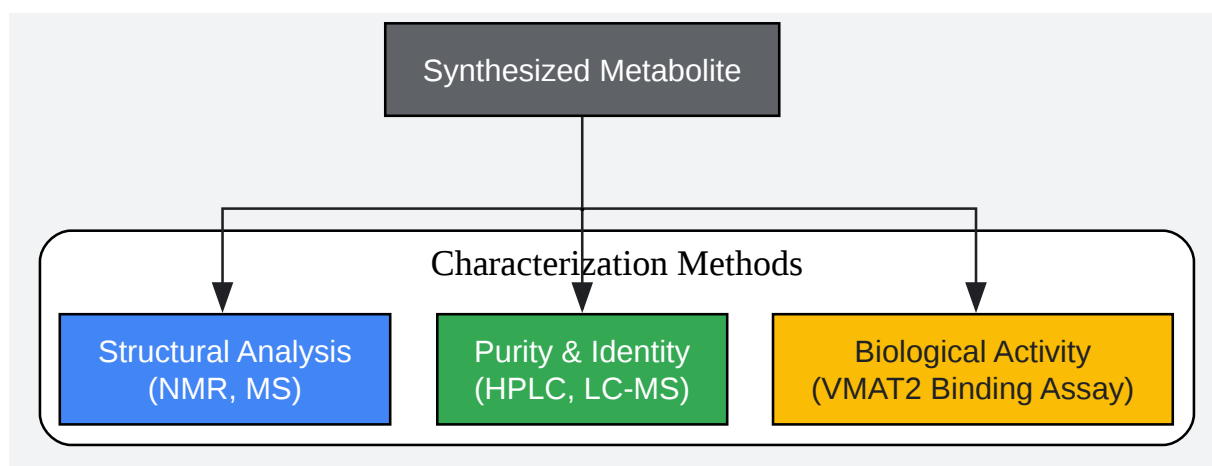 Synthesized Metabolite
Characterization Methods
Structural Analysis
(NMR, MS)
Purity & Identity
(HPLC, LC-MS)
Biological Activity
(VMAT2 Binding Assay)